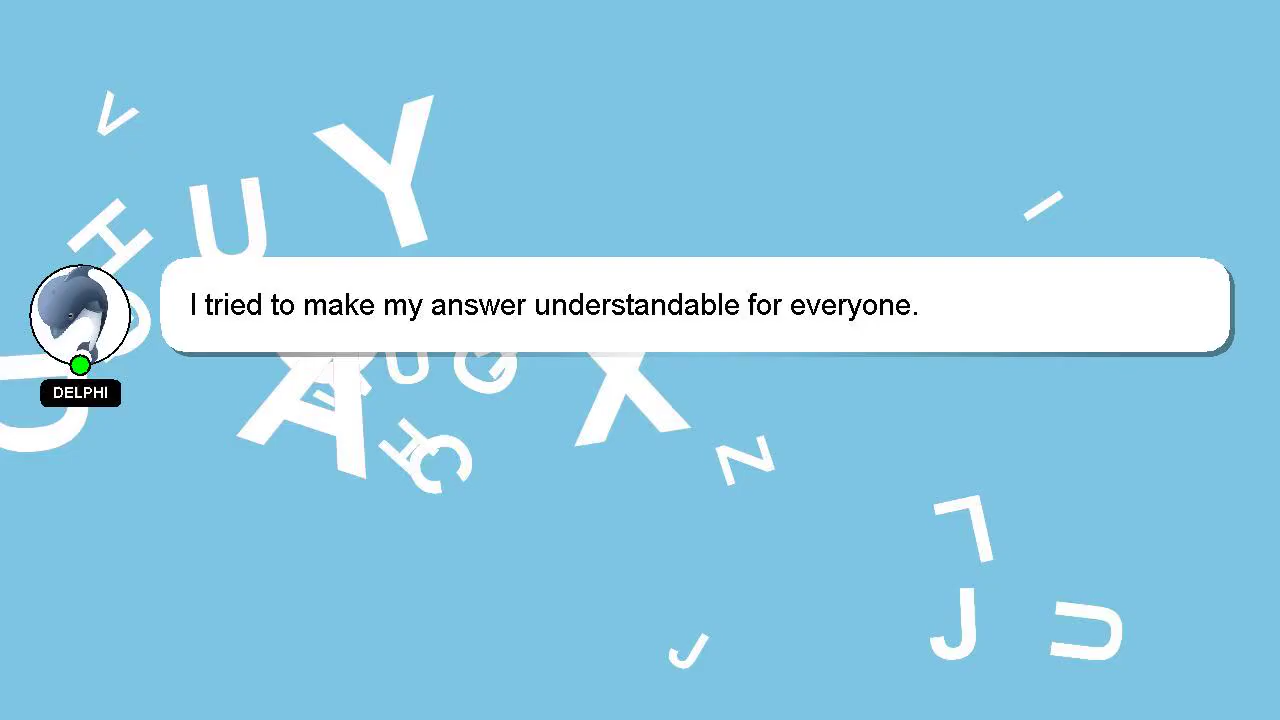 V
Y
U
H
I
I tried to make my answer understandable for everyone.
DELPHI
A
U
G
X
H
C
N
L
J
U
J